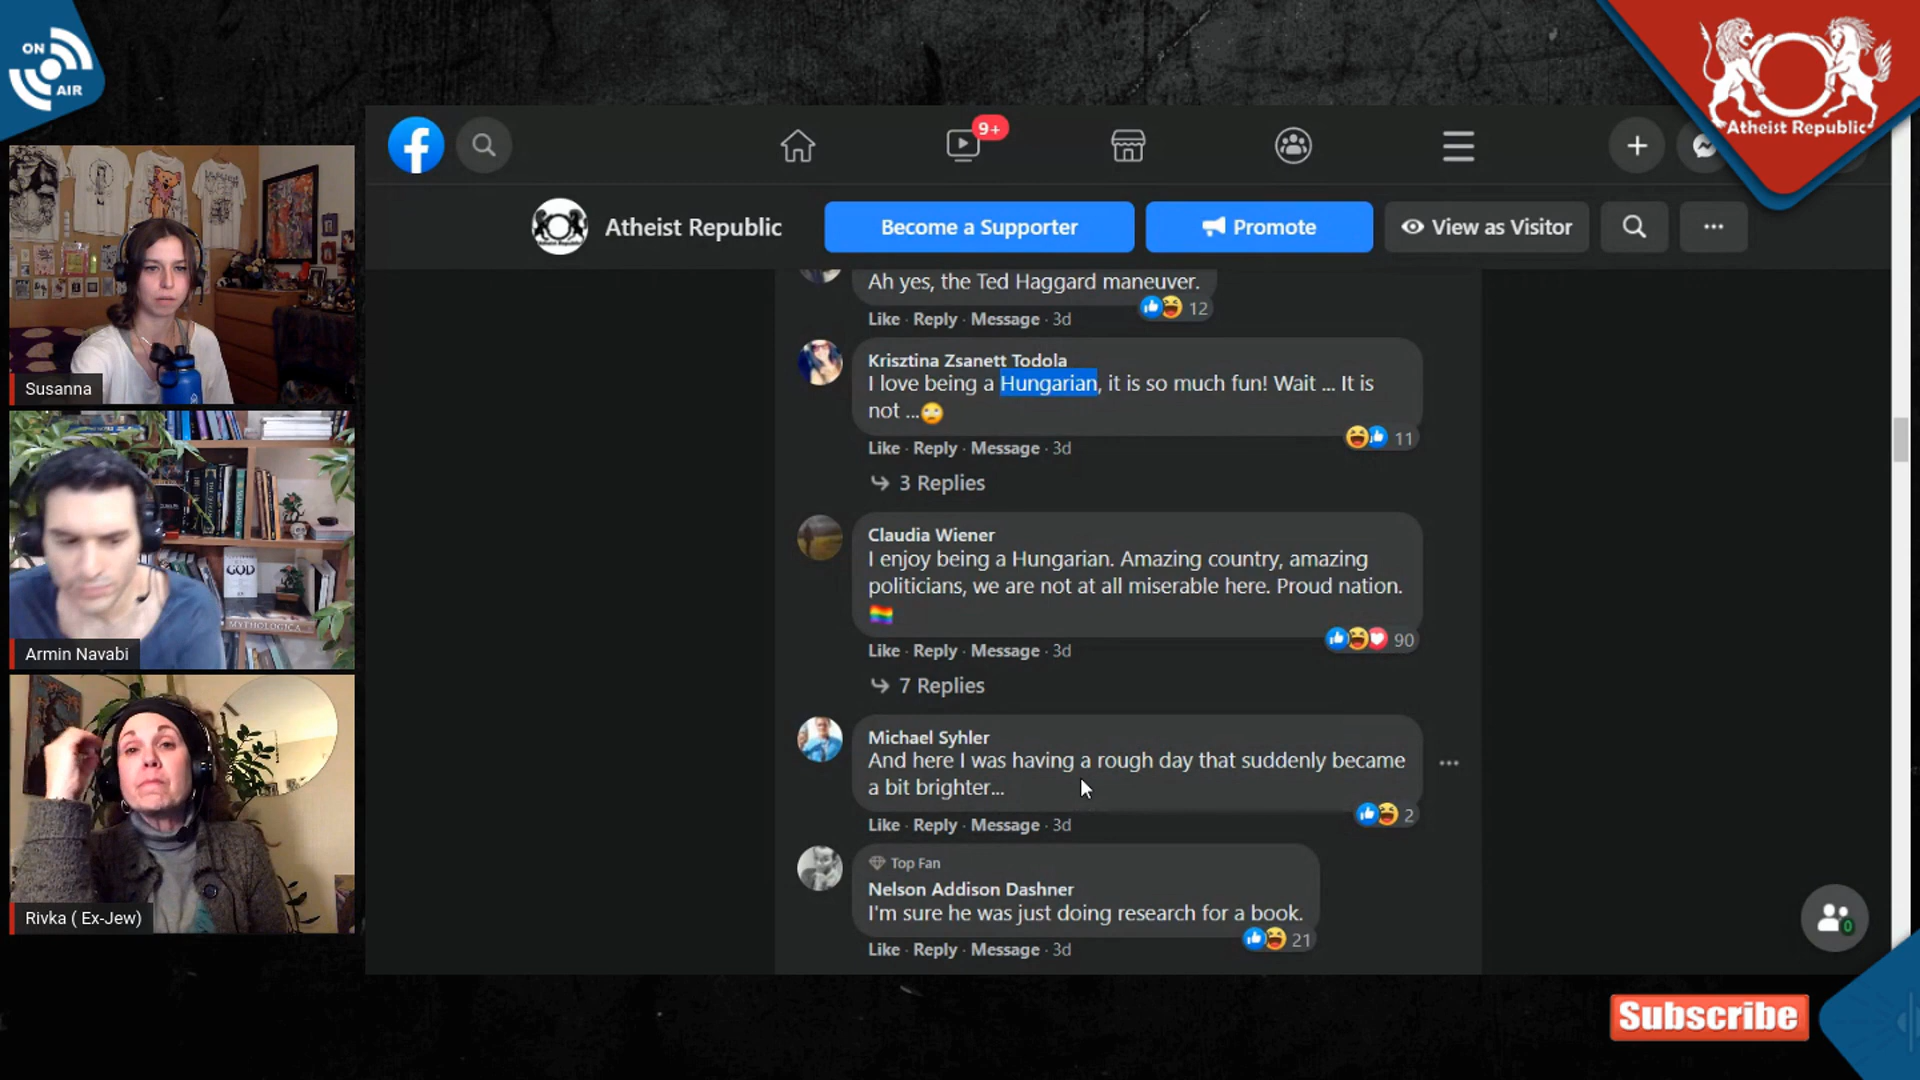 ON
AIR
Atheist Republic
9+
Atheist Republic
Become a Supporter
Promote
View as Visitor
Ah yes, the Ted Haggard maneuver.
12
Like · Reply · Message · 3d
Krisztina Zsanett Todola
I love being a Hungarian, it is so much fun! Wait ... It is
not ...
11
Like · Reply · Message · 3d
3 Replies
Claudia Wiener
I enjoy being a Hungarian. Amazing country, amazing
politicians, we are not at all miserable here. Proud nation.
90
Like · Reply · Message · 3d
7 Replies
Michael Syhler
And here I was having a rough day that suddenly became
a bit brighter...
2
Like · Reply · Message · 3d
Top Fan
Nelson Addison Dashner
I'm sure he was just doing research for a book.
21
Like · Reply · Message · 3d
0
Susanna
GOD
MYTHOLOGICA
Armin Navabi
Rivka ( Ex-Jew)
Subscribe